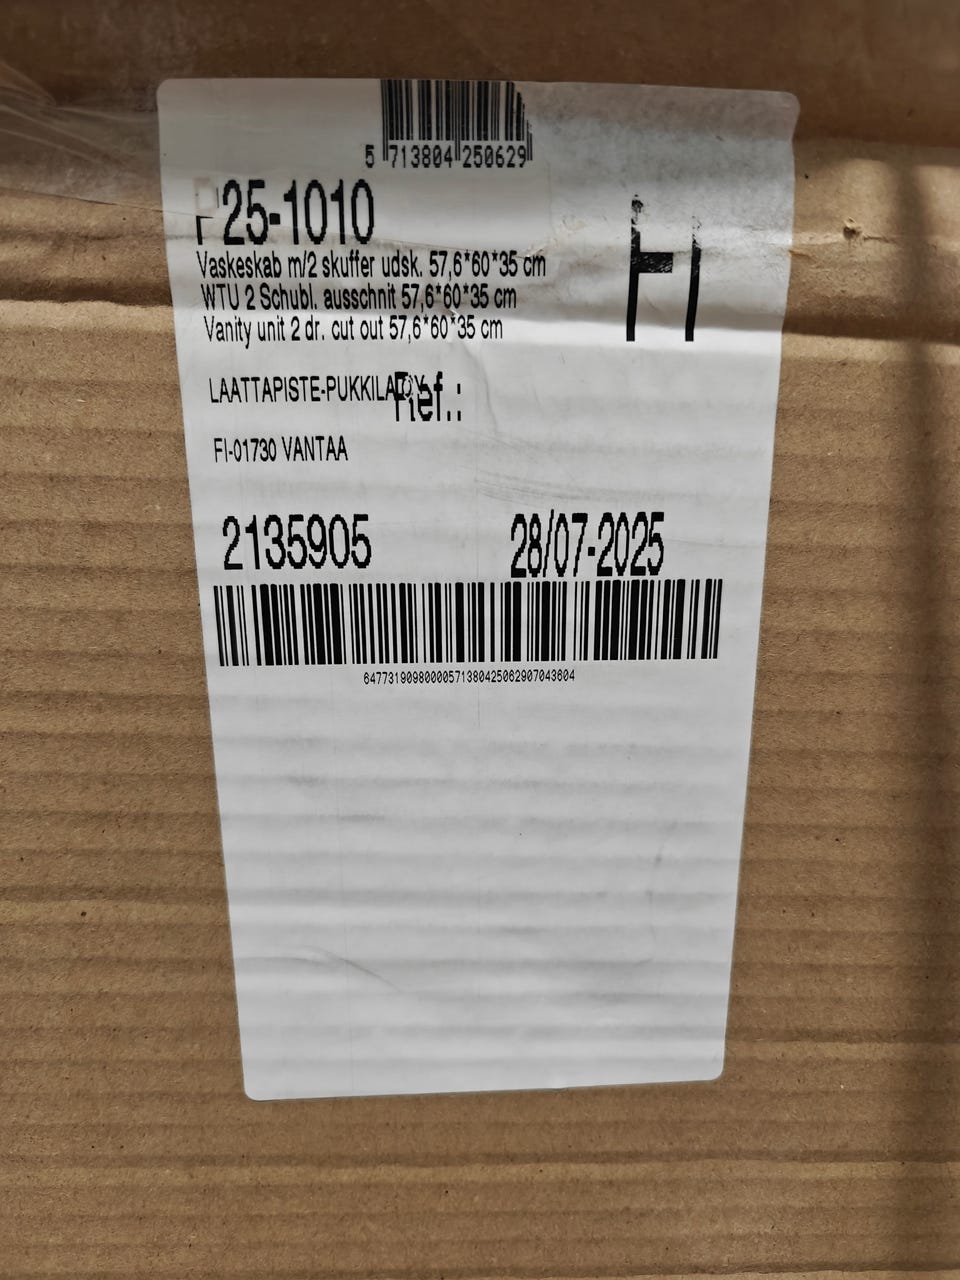 5 713804 250629
P25-1010
FI
Vaskeskab m/2 skuffer udsk. 57,6*60*35 cm
WTU 2 Schubl. ausschnit 57,6*60*35 cm
Vanity unit 2 dr. cut out 57,6*60*35 cm
LAATTAPISTE-PUKKILA OY
Ref.:
FI-01730 VANTAA
2135905 28/07-2025
64773190980000571380425062907043604